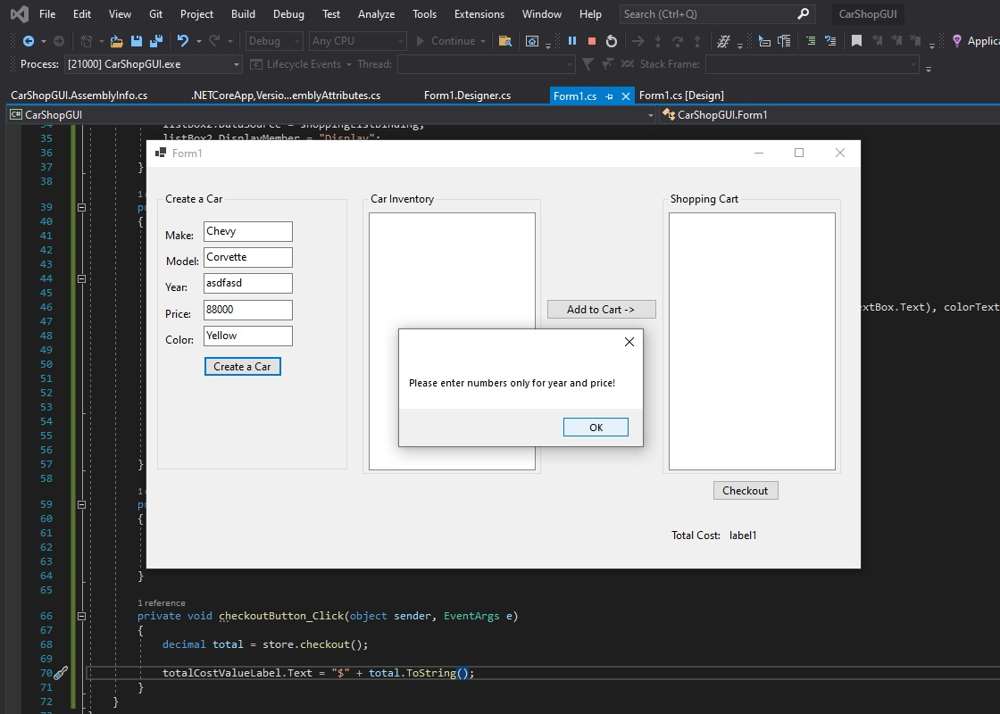 File Edit View Git Project Build Debug Test Analyze Tools Extensions Window Help Search (Ctrl+Q) CarShopGUI
Debug Any CPU Continue Applic
Process: [21000] CarShopGUI.exe Lifecycle Events Thread: Stack Frame:
CarShopGUI.AssemblyInfo.cs .NETCoreApp,Versio...emblyAttributes.cs Form1.Designer.cs Form1.cs Form1.cs [Design]
C# CarShopGUI CarShopGUI.Form1
34 listBox2.DataSource = shoppingListBinding;
35 listBox2.DisplayMember = "Display";
36
37 }
38
39
40 {
41
42
43
44
45
46 extBox.Text), colorText
47
48
49
50
51
52
53
54
55
56
57 }
58
59
60 {
61
62
63
64 }
65
1 reference
66 private void checkoutButton_Click(object sender, EventArgs e)
67 {
68 decimal total = store.checkout();
69
70 totalCostValueLabel.Text = "$" + total.ToString();
71 }
72 }
Form1
Create a Car
Make: Chevy
Model: Corvette
Year: asdfasd
Price: 88000
Color: Yellow
Create a Car
Car Inventory
Add to Cart ->
Shopping Cart
Checkout
Total Cost: label1
Please enter numbers only for year and price!
OK